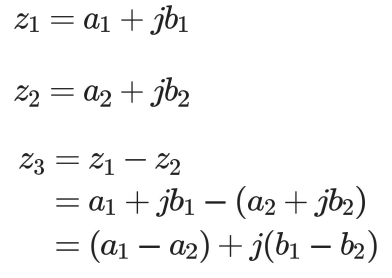 z₁ = a₁ + jb₁
z₂ = a₂ + jb₂
z₃ = z₁ − z₂
= a₁ + jb₁ − (a₂ + jb₂)
= (a₁ − a₂) + j(b₁ − b₂)